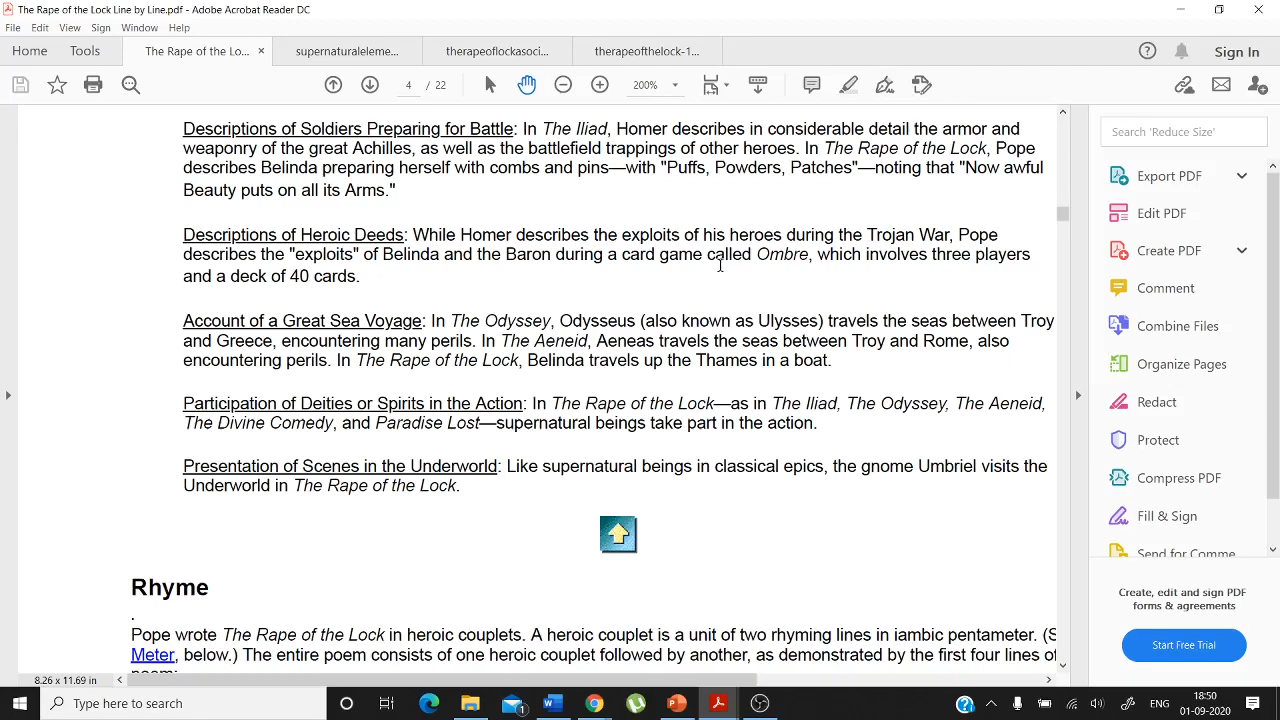 The Rape of the Lock Line by Line.pdf - Adobe Acrobat Reader DC
File Edit View Sign Window Help
Home Tools The Rape of the Lo... × supernaturaleleme... therapeoflockasoci... therapeofthelock-1... Sign In
4 / 22 200%
Descriptions of Soldiers Preparing for Battle: In The Iliad, Homer describes in considerable detail the armor and
weaponry of the great Achilles, as well as the battlefield trappings of other heroes. In The Rape of the Lock, Pope
describes Belinda preparing herself with combs and pins—with "Puffs, Powders, Patches"—noting that "Now awful
Beauty puts on all its Arms."
Descriptions of Heroic Deeds: While Homer describes the exploits of his heroes during the Trojan War, Pope
describes the "exploits" of Belinda and the Baron during a card game called Ombre, which involves three players
and a deck of 40 cards.
Account of a Great Sea Voyage: In The Odyssey, Odysseus (also known as Ulysses) travels the seas between Troy
and Greece, encountering many perils. In The Aeneid, Aeneas travels the seas between Troy and Rome, also
encountering perils. In The Rape of the Lock, Belinda travels up the Thames in a boat.
Participation of Deities or Spirits in the Action: In The Rape of the Lock—as in The Iliad, The Odyssey, The Aeneid,
The Divine Comedy, and Paradise Lost—supernatural beings take part in the action.
Presentation of Scenes in the Underworld: Like supernatural beings in classical epics, the gnome Umbriel visits the
Underworld in The Rape of the Lock.
Rhyme
.
Pope wrote The Rape of the Lock in heroic couplets. A heroic couplet is a unit of two rhyming lines in iambic pentameter. (S
Meter, below.) The entire poem consists of one heroic couplet followed by another, as demonstrated by the first four lines of
poem:
8.26 x 11.69 in
Search 'Reduce Size'
Export PDF
Edit PDF
Create PDF
Comment
Combine Files
Organize Pages
Redact
Protect
Compress PDF
Fill & Sign
Send for Comme
Create, edit and sign PDF
forms & agreements
Start Free Trial
Type here to search
1
ENG
18:50
01-09-2020